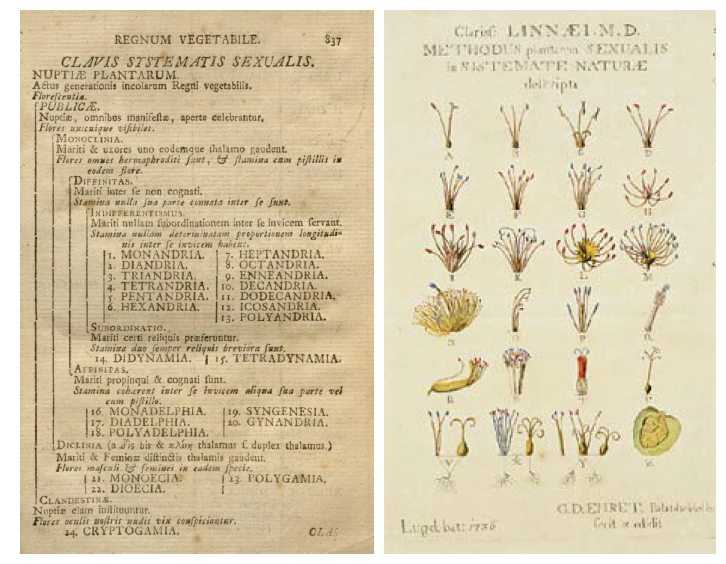 REGNUM VEGETABILE. 837
CLAVIS SYSTEMATIS SEXUALIS.
NUPTIÆ PLANTARUM.
Actus generationis incolarum Regni vegetabilis.
Florescentia.
PUBLICÆ.
Nuptiæ, omnibus manifestæ, aperte celebrantur,
Flores unicuique visibiles.
MONOCLINIA.
Mariti & uxores uno eodemque thalamo gaudent.
Flores omnes hermaphroditi sunt, & stamina cum pistillis in
eodem flore.
DIFFINITAS.
Mariti inter se non cognati.
Stamina nulla sua parte connata inter se sunt.
INDIFFERENTISMUS.
Mariti nullam subordinationem inter se invicem servant.
Stamina nullam determinatam proportionem longitudi-
nis inter se invicem habent.
1. MONANDRIA. 7. HEPTANDRIA.
2. DIANDRIA. 8. OCTANDRIA.
3. TRIANDRIA. 9. ENNEANDRIA.
4. TETRANDRIA. 10. DECANDRIA.
5. PENTANDRIA. 11. DODECANDRIA.
6. HEXANDRIA. 12. ICOSANDRIA.
13. POLYANDRIA.
SUBORDINATIO.
Mariti certi reliquis præferuntur.
Stamina duo semper reliquis breviora sunt.
14. DIDYNAMIA. 15. TETRADYNAMIA.
AFFINITAS.
Mariti propinqui & cognati sunt.
Stamina cohærent inter se invicem aliqua sua parte vel
cum pistillo.
16. MONADELPHIA. 19. SYNGENESIA.
17. DIADELPHIA. 20. GYNANDRIA.
18. POLYADELPHIA.
DICLINIA (a δὶς bis & κλίνη thalamus s. duplex thalamus.)
Mariti & Feminæ distinctis thalamis gaudent.
Flores masculi & feminei in eadem specie.
21. MONOECIA. 23. POLYGAMIA.
22. DIOECIA.
CLANDESTINÆ.
Nuptiæ clam instituuntur.
Flores oculis nostris nudis vix conspiciuntur.
24. CRYPTOGAMIA.
CLAS
Clariss: LINNÆI. M. D.
METHODUS plantarum SEXUALIS
in SISTEMATE NATURÆ
descripta
A B C D
E F G H
I K L M
N O P Q
R S T V
V X Y Z
G.D. EHRET.
fecit & edidit
Lugd. bat: 1736